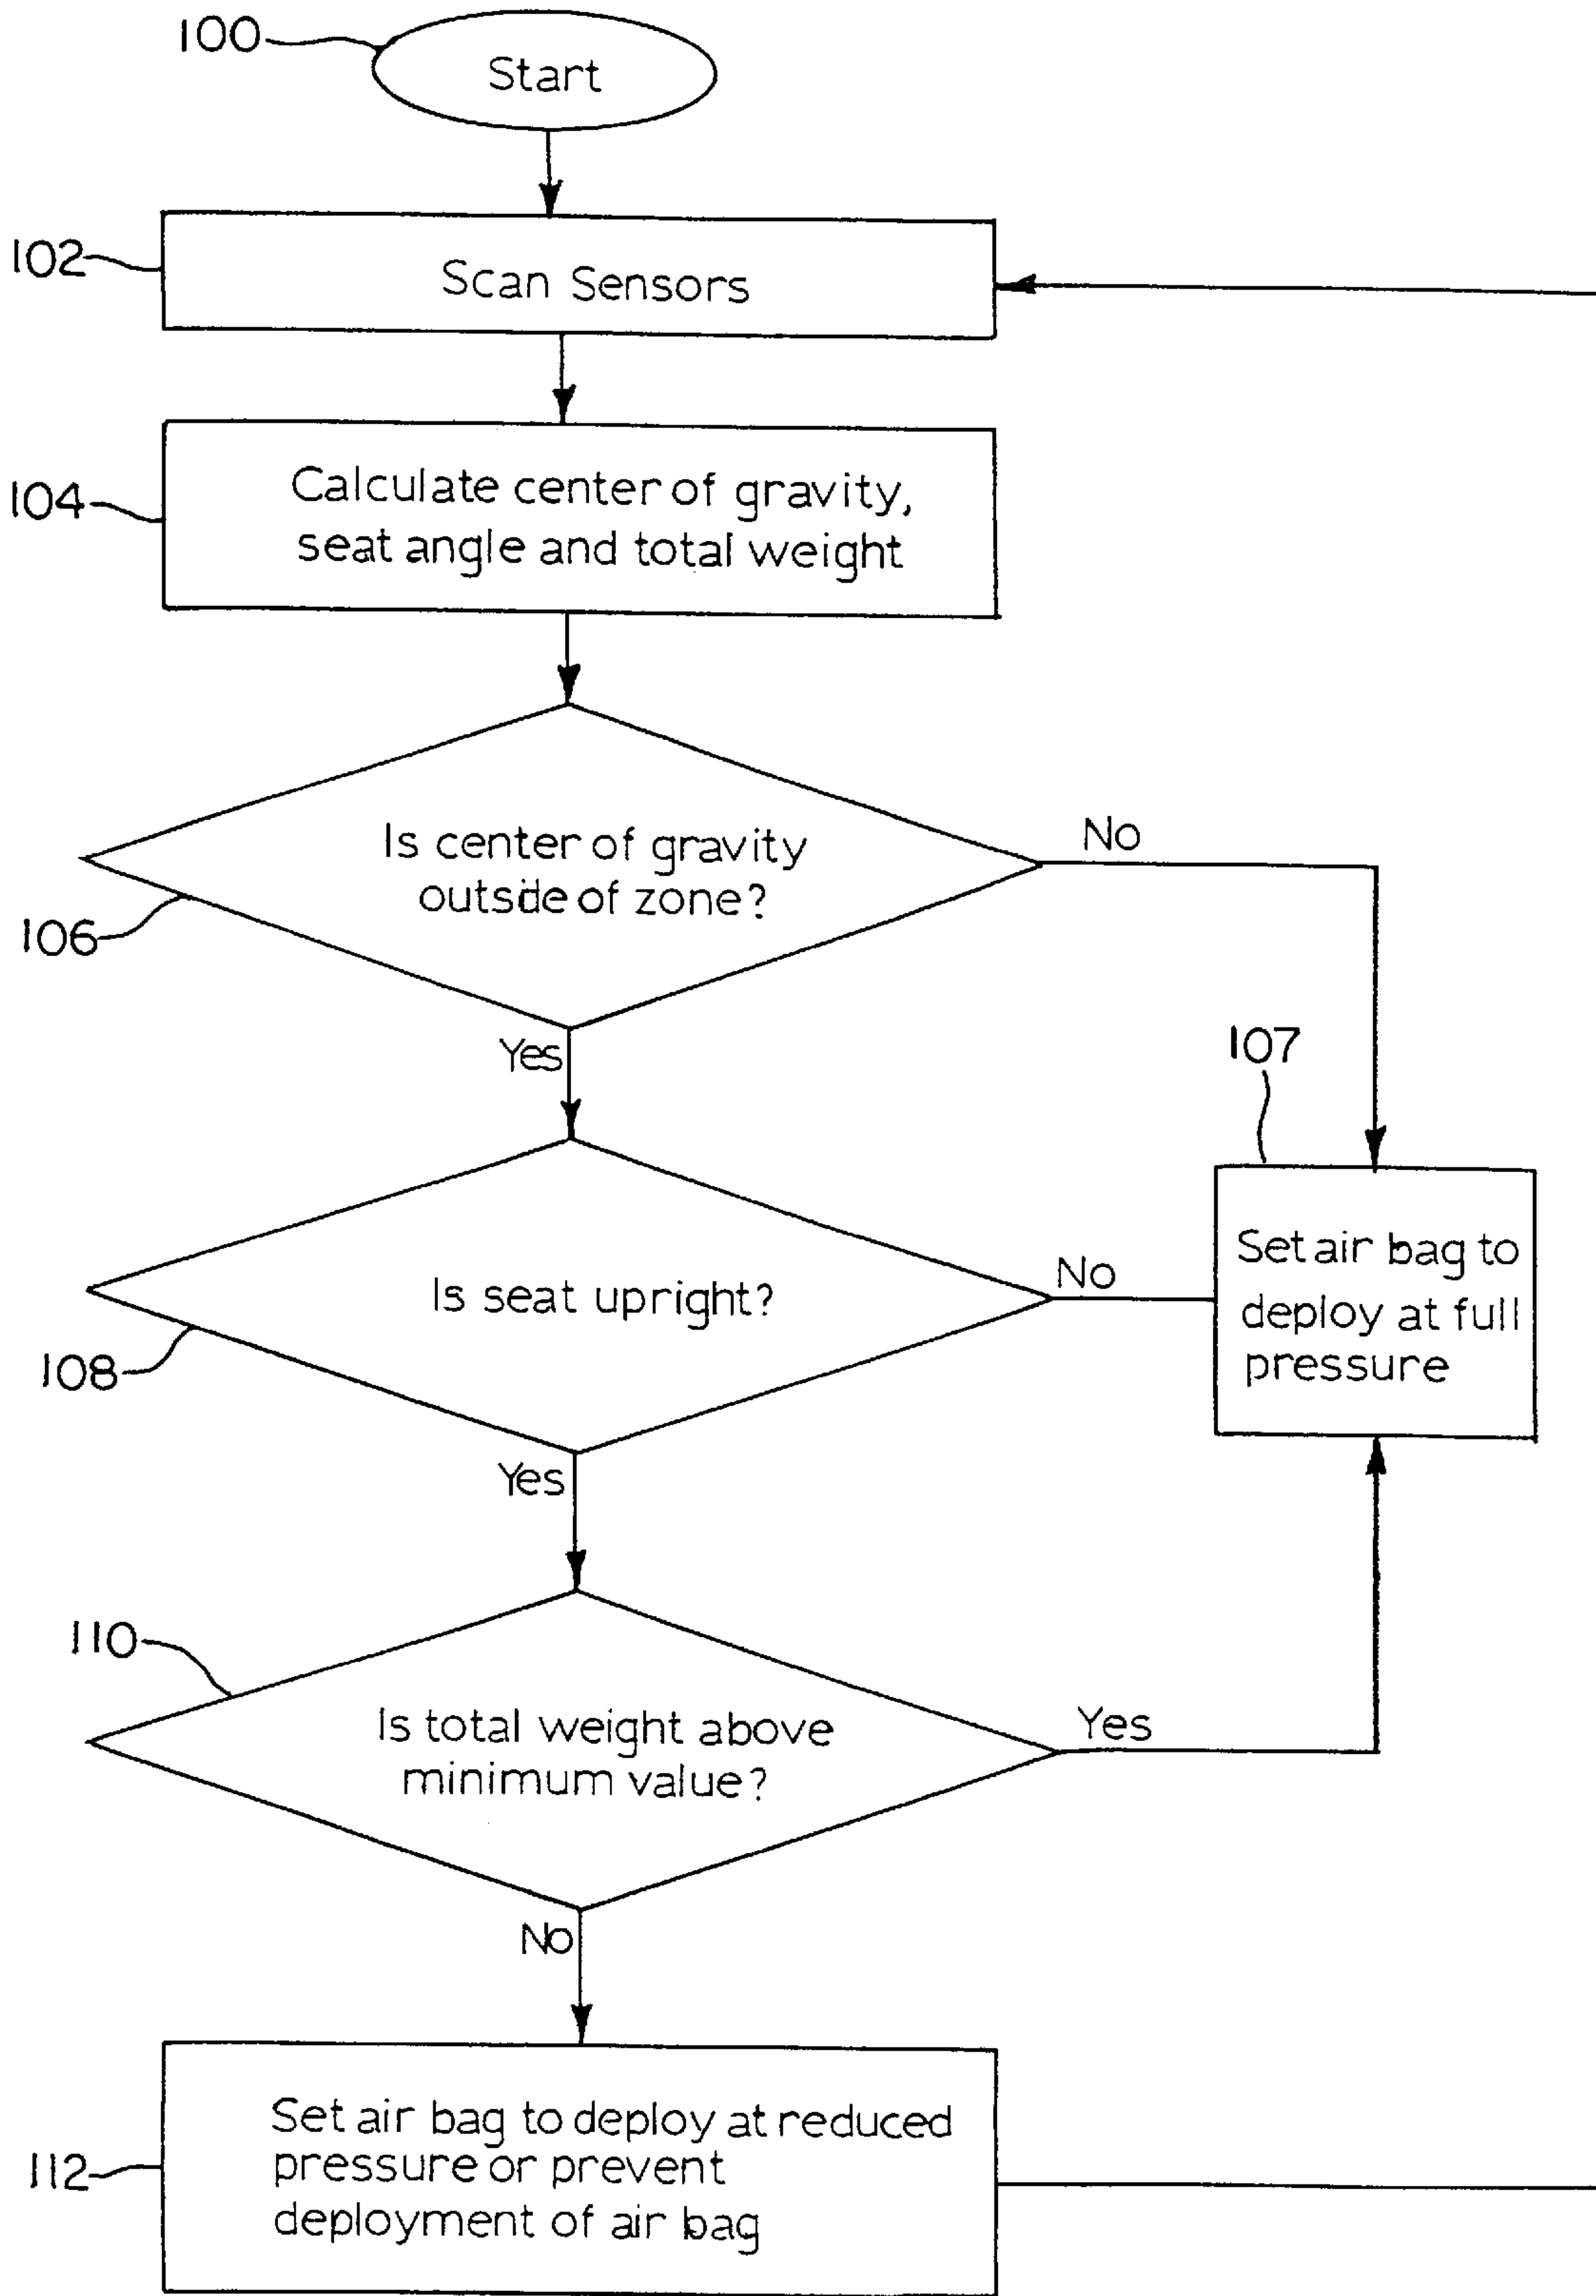 100
Start
102
Scan Sensors
104
Calculate center of gravity,
seat angle and total weight
106
Is center of gravity
outside of zone?
No
Yes
107
Set air bag to
deploy at full
pressure
108
Is seat upright?
No
Yes
110
Is total weight above
minimum value?
Yes
No
112
Set air bag to deploy at reduced
pressure or prevent
deployment of air bag